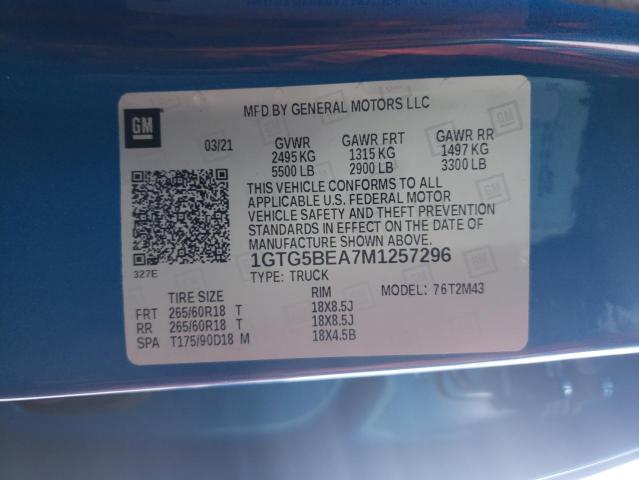 GM
MFD BY GENERAL MOTORS LLC
03/21 GVWR GAWR FRT GAWR RR
2495 KG 1315 KG 1497 KG
5500 LB 2900 LB 3300 LB
THIS VEHICLE CONFORMS TO ALL
APPLICABLE U.S. FEDERAL MOTOR
VEHICLE SAFETY AND THEFT PREVENTION
STANDARDS IN EFFECT ON THE DATE OF
MANUFACTURE SHOWN ABOVE.
327E 1GTG5BEA7M1257296
TYPE: TRUCK
TIRE SIZE RIM MODEL: 76T2M43
FRT 265/60R18 T 18X8.5J
RR 265/60R18 T 18X8.5J
SPA T175/90D18 M 18X4.5B